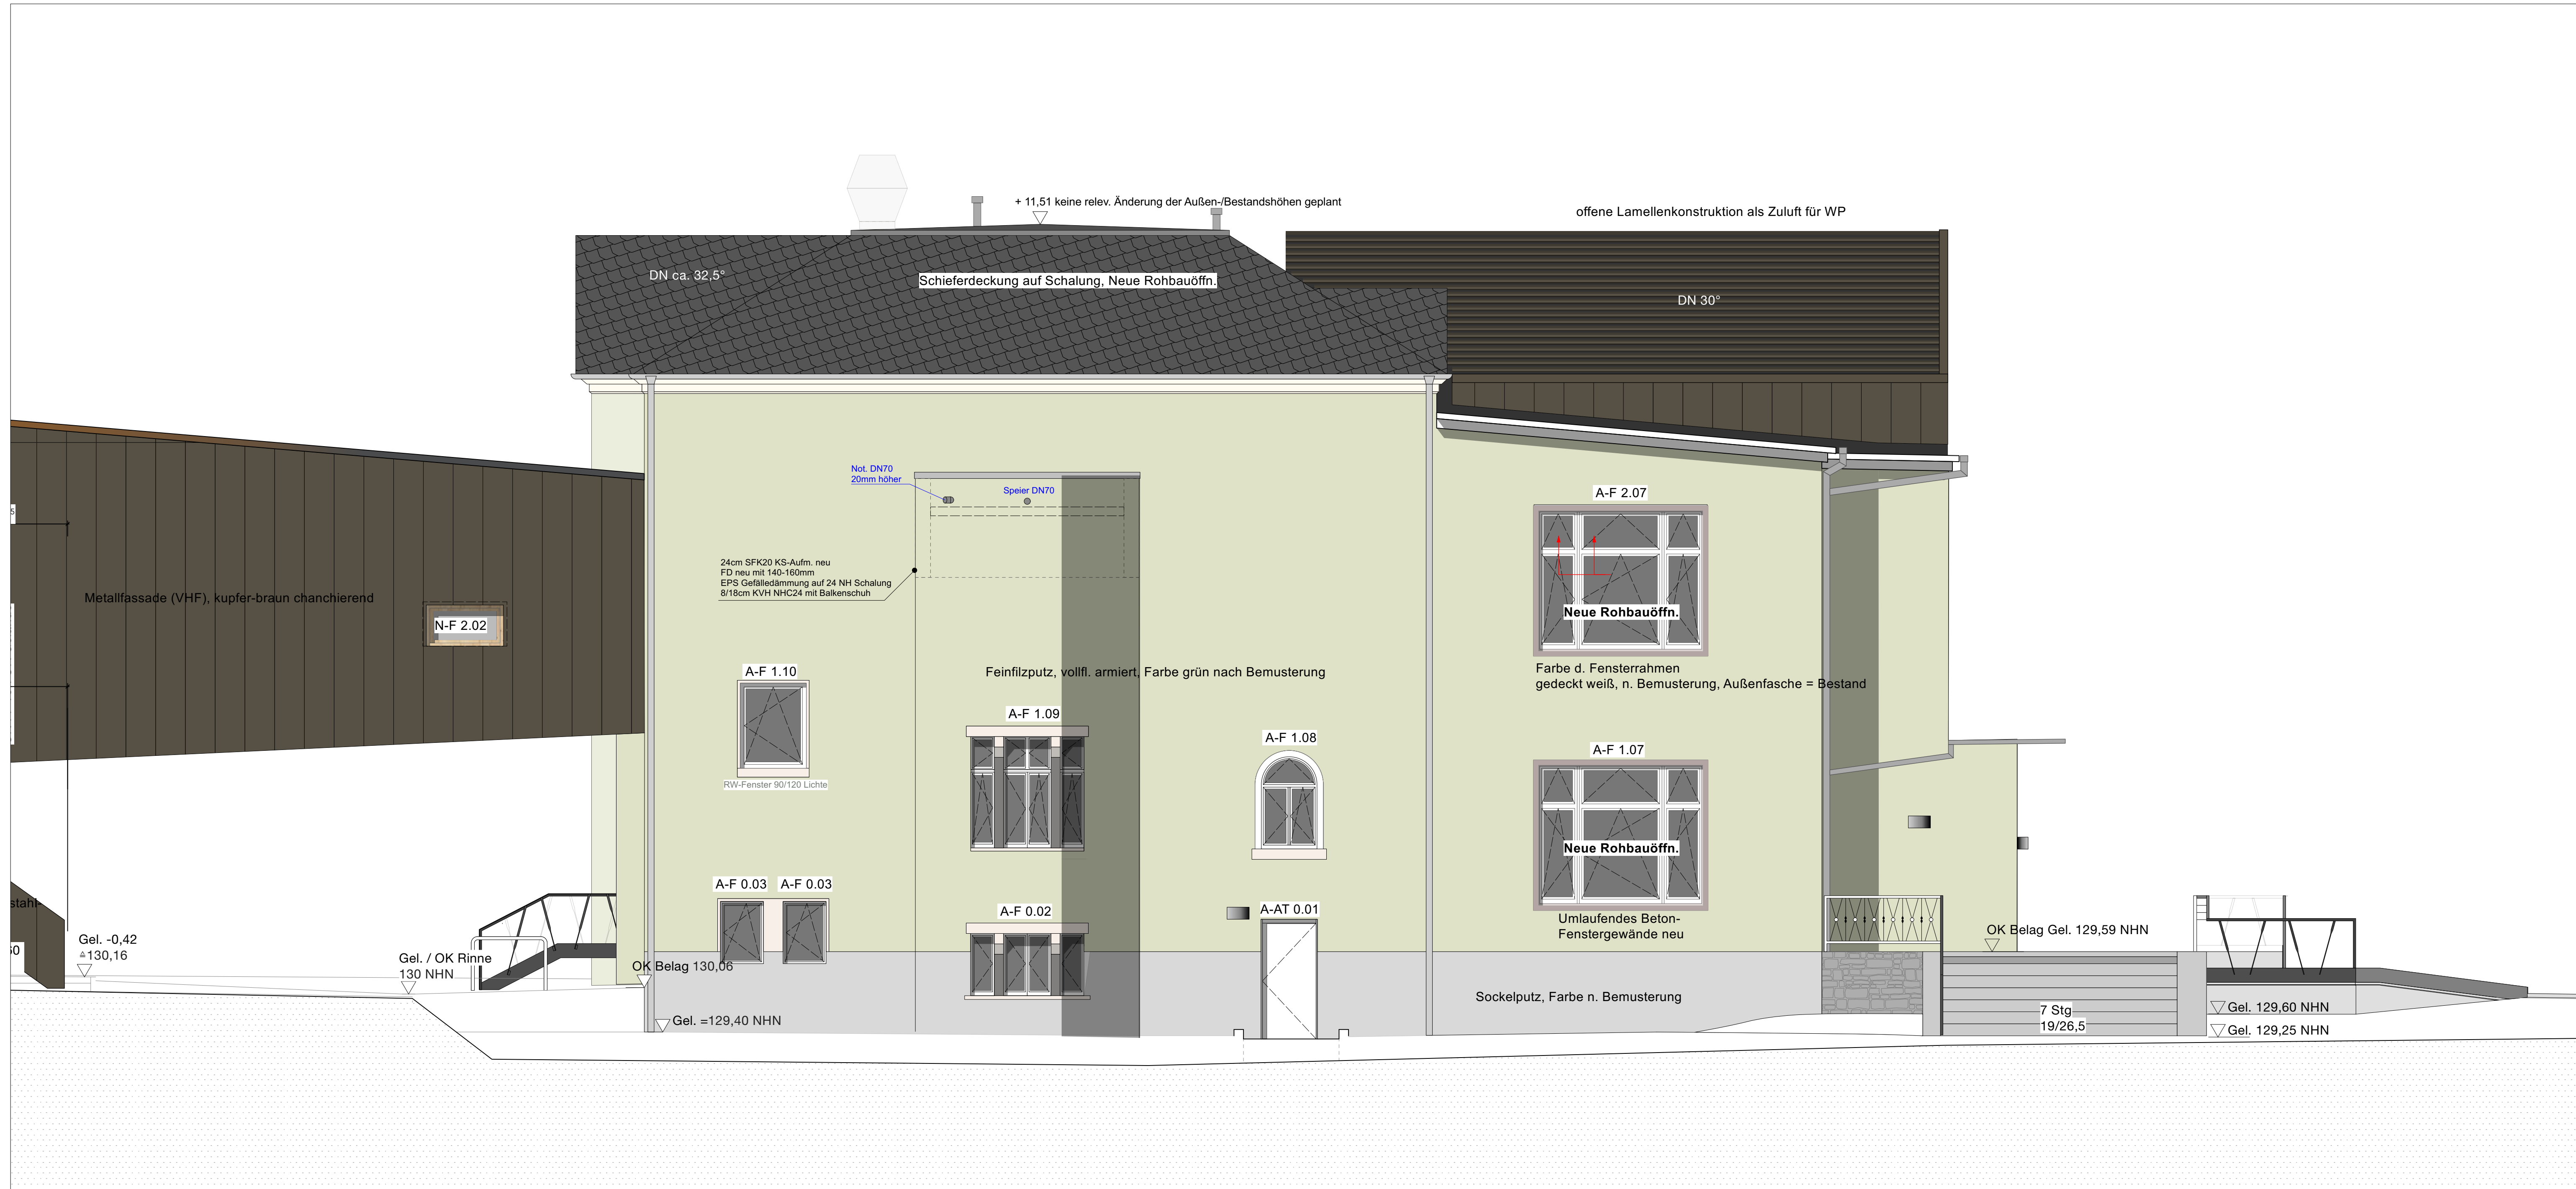 + 11,51 keine relev. Änderung der Außen-/Bestandshöhen geplant
offene Lamellenkonstruktion als Zuluft für WP
DN ca. 32,5°
Schieferdeckung auf Schalung, Neue Rohbauöffn.
DN 30°
Not. DN70
20mm höher
Speier DN70
A-F 2.07
5
24cm SFK20 KS-Aufm. neu
FD neu mit 140-160mm
EPS Gefälledämmung auf 24 NH Schalung
8/18cm KVH NHC24 mit Balkenschuh
Metallfassade (VHF), kupfer-braun chanchierend
N-F 2.02
Neue Rohbauöffn.
A-F 1.10
Feinfilzputz, vollfl. armiert, Farbe grün nach Bemusterung
Farbe d. Fensterrahmen
gedeckt weiß, n. Bemusterung, Außenfasche = Bestand
A-F 1.09
A-F 1.08
A-F 1.07
RW-Fenster 90/120 Lichte
Neue Rohbauöffn.
A-F 0.03
A-F 0.03
stahl-
A-F 0.02
A-AT 0.01
Umlaufendes Beton-
Fenstergewände neu
Gel. -0,42
≙130,16
60
OK Belag Gel. 129,59 NHN
Gel. / OK Rinne
130 NHN
OK Belag 130,06
Sockelputz, Farbe n. Bemusterung
Gel. =129,40 NHN
7 Stg
19/26,5
Gel. 129,60 NHN
Gel. 129,25 NHN